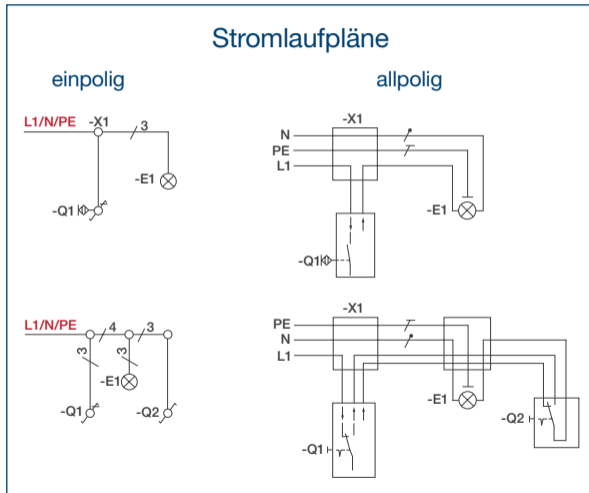 Stromlaufpläne
einpolig
allpolig
L1/N/PE
-X1
3
-E1
-Q1
-X1
N
PE
L1
-E1
-Q1
L1/N/PE
4
3
3
3
-E1
-Q1
-Q2
-X1
PE
N
L1
-E1
-Q1
-Q2